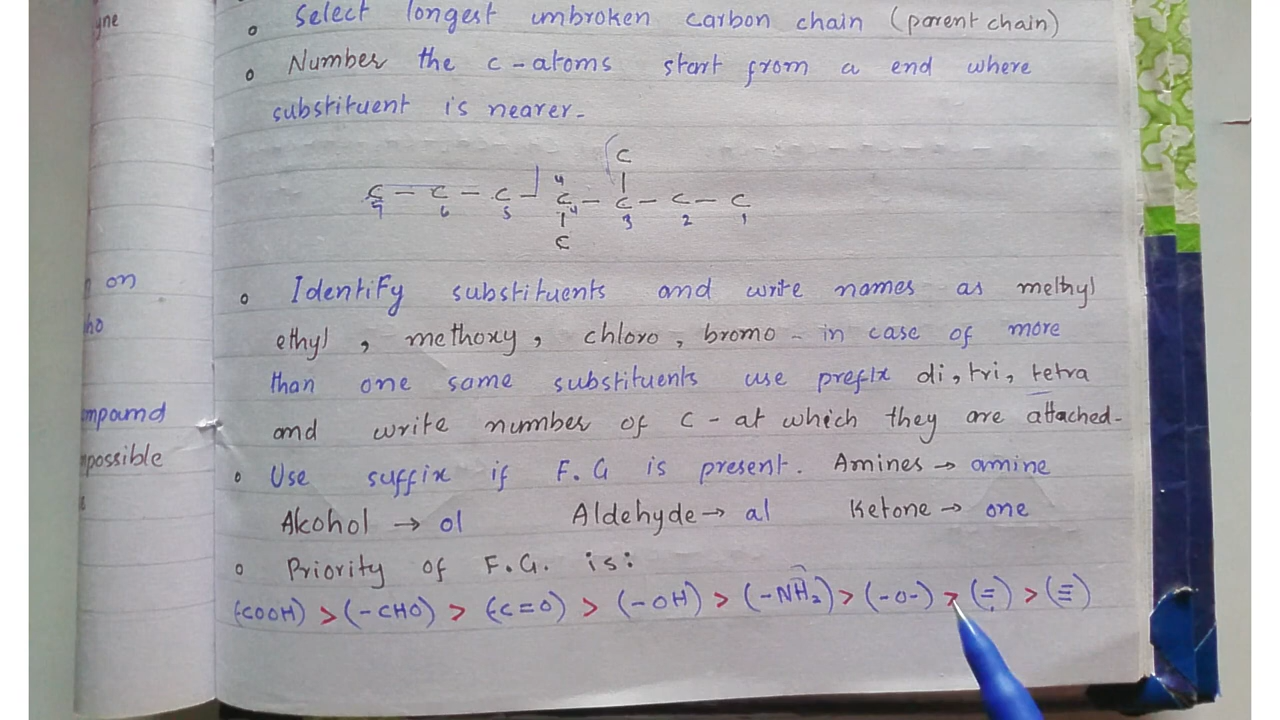 yne
Select longest umbroken carbon chain (parent chain)
Number the c-atoms start from a end where
substituent is nearer-
C
4
C - C - C - C - C - C - C
7 6 5 4 3 2 1
C
on
ho
Identify substituents and write names as methyl
ethyl, methoxy, chloro, bromo - in case of more
than one same substituents use prefix di, tri, tetra
and write number of C-at which they are attached-
mpound
possible
Use suffix if F.G is present. Amines → amine
Alcohol → ol Aldehyde → al Ketone → one
Priority of F.G. is:
(COOH) > (-CHO) > (C=O) > (-OH) > (-NH₂) > (-O-) > (=) > (≡)